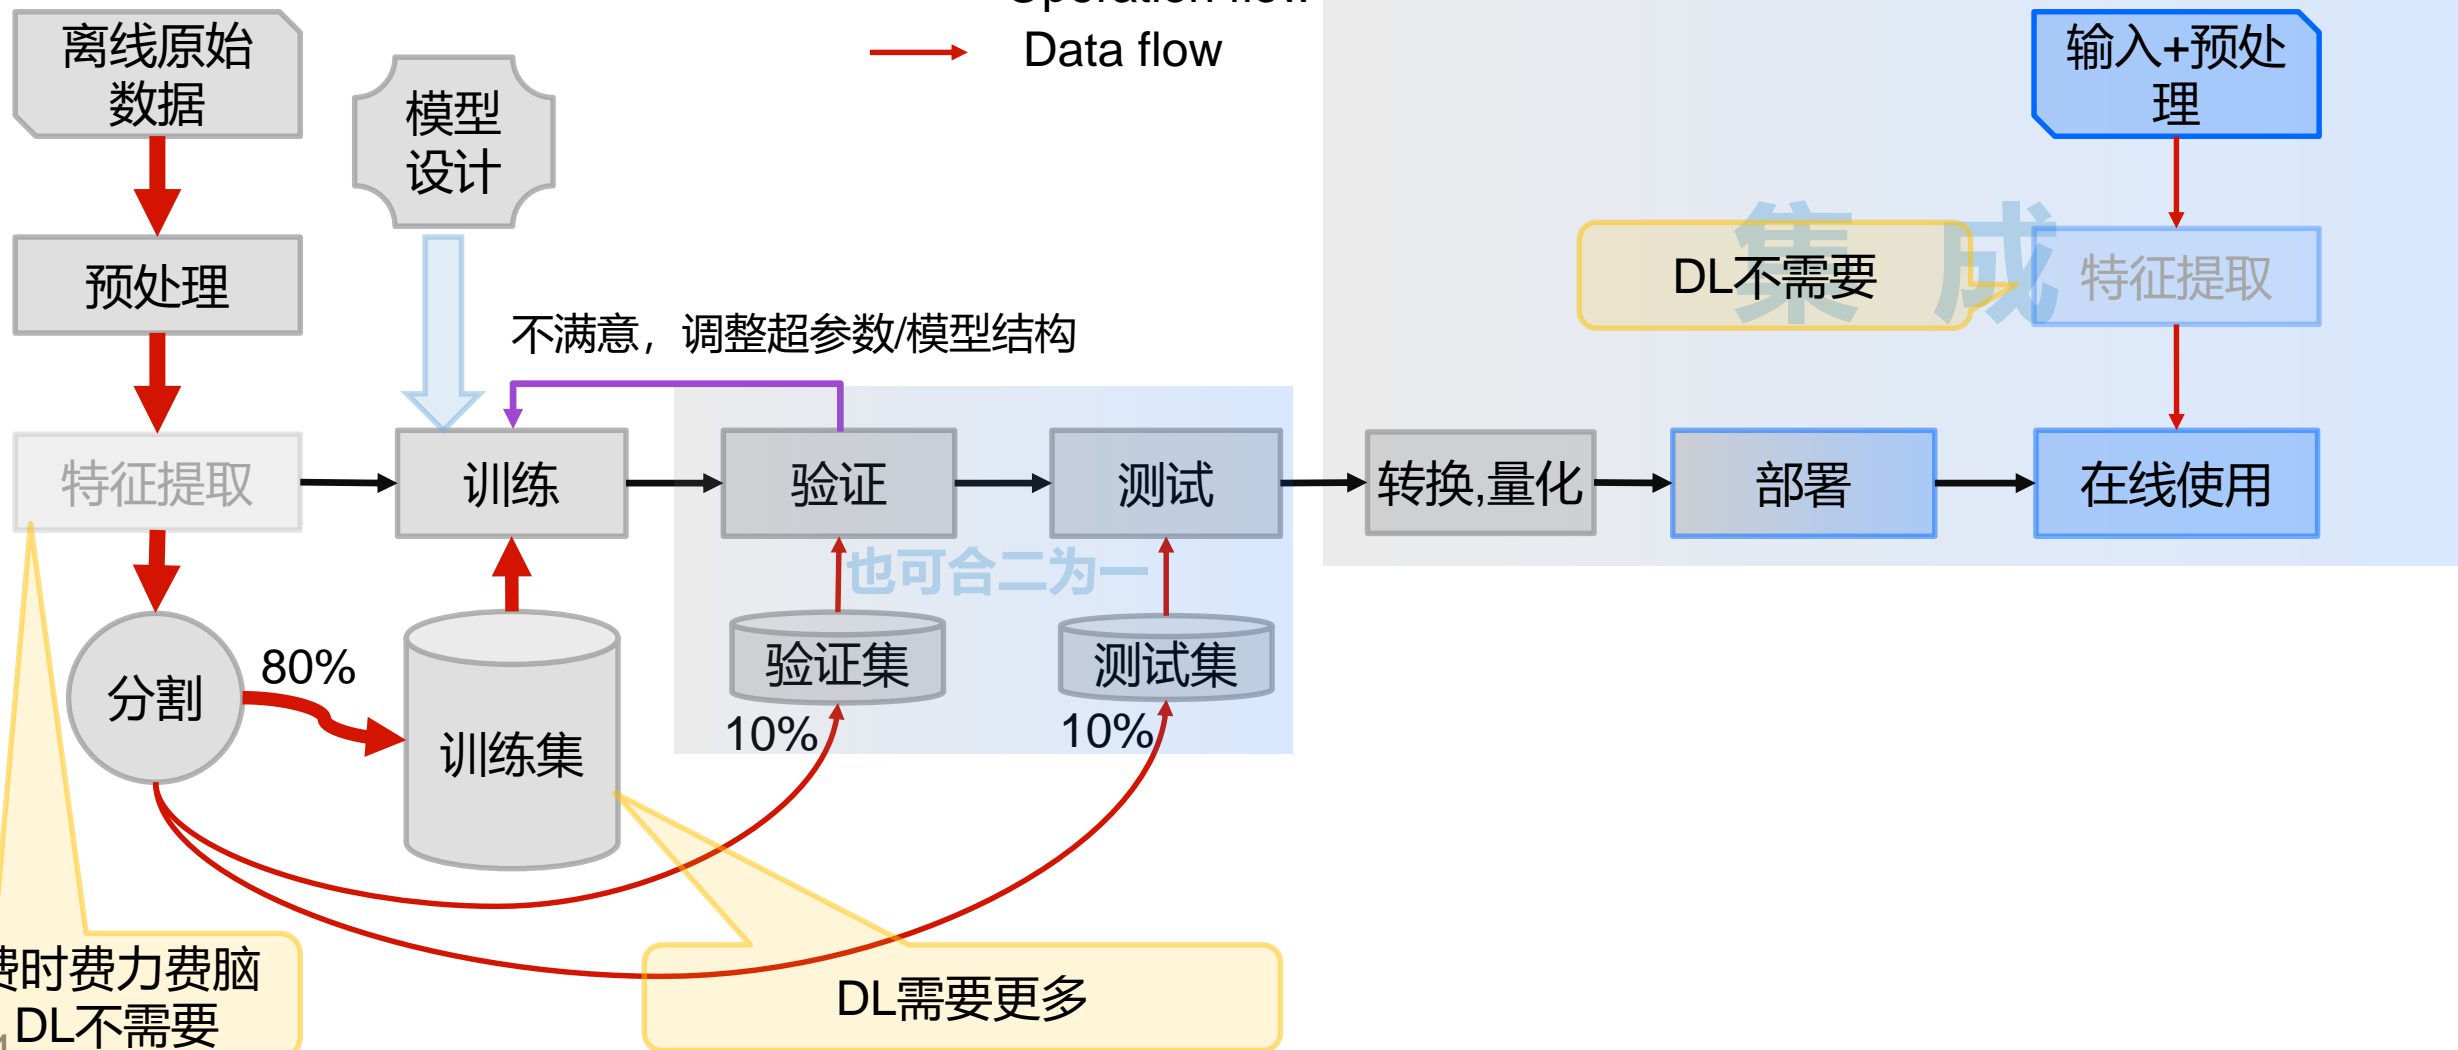 Operation flow
Data flow
离线原始
数据
模型
设计
输入+预处
理
集 成
DL不需要
特征提取
预处理
不满意，调整超参数/模型结构
特征提取
训练
验证
测试
转换,量化
部署
在线使用
也可合二为一
80%
分割
训练集
验证集
测试集
10%
10%
费时费力费脑
DL不需要
DL需要更多